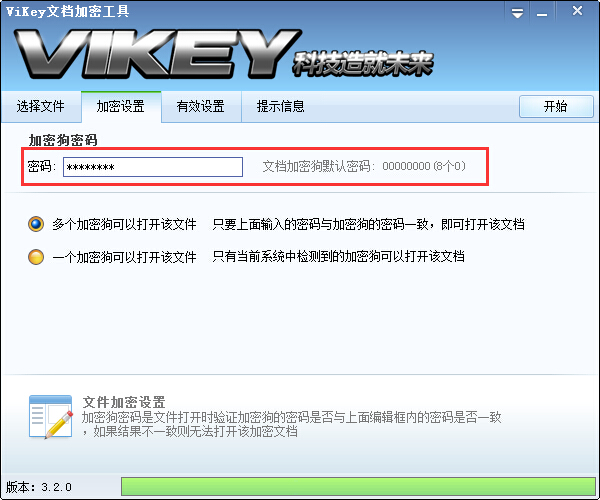 ViKey文档加密工具
VIKEY 科技造就未来
选择文件 加密设置 有效设置 提示信息 开始
加密狗密码
密码: ******** 文档加密狗默认密码: 00000000(8个0)
多个加密狗可以打开该文件 只要上面输入的密码与加密狗的密码一致，即可打开该文档
一个加密狗可以打开该文件 只有当前系统中检测到的加密狗可以打开该文档
文件加密设置
加密狗密码是文件打开时验证加密狗的密码是否与上面编辑框内的密码是否一致
，如果结果不一致则无法打开该加密文档
版本: 3.2.0